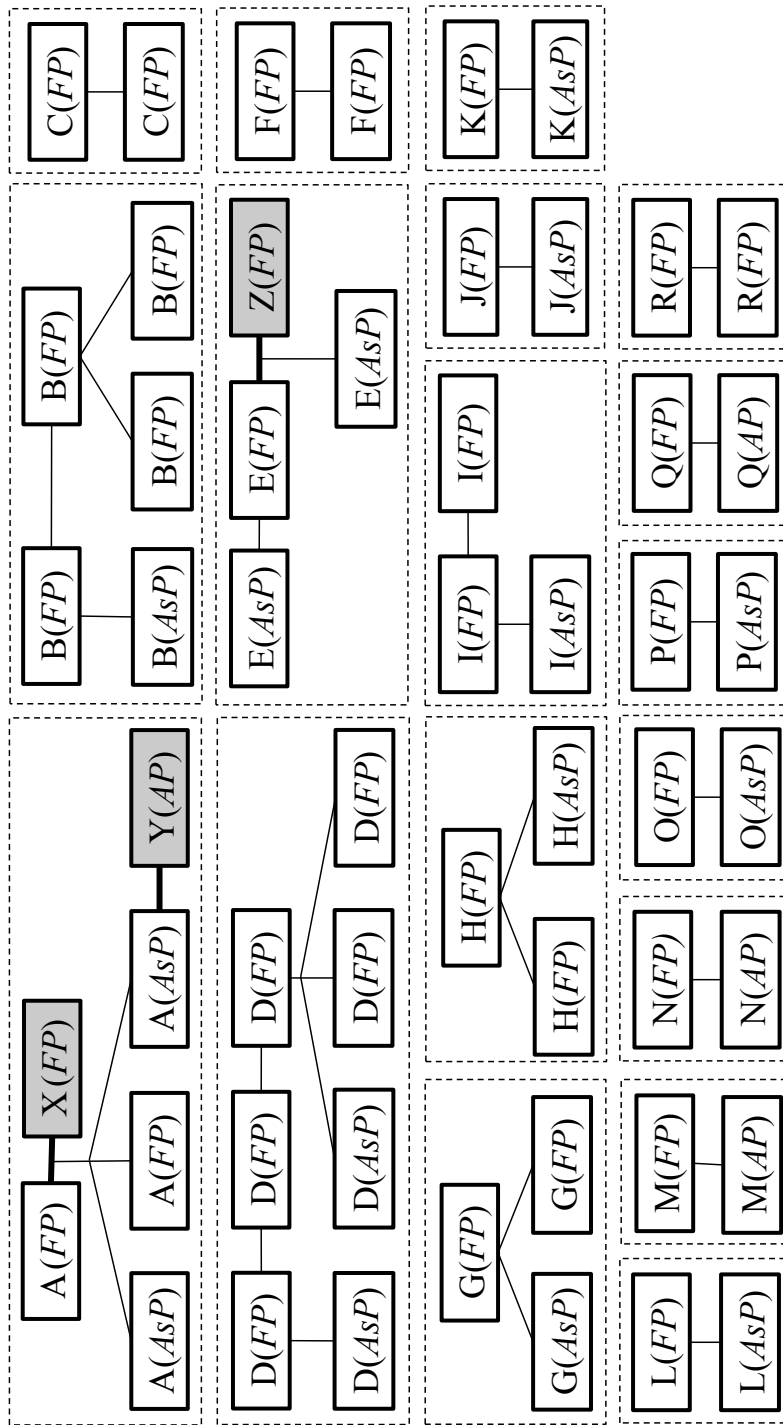 A(FP) X(FP)
A(AsP) A(FP) A(AsP) Y(AP)
B(FP) B(FP)
B(AsP) B(FP) B(FP)
C(FP)
C(FP)
D(FP) D(FP) D(FP)
D(AsP) D(AsP) D(FP) D(FP)
E(AsP) E(FP) Z(FP)
E(AsP)
F(FP)
F(FP)
G(FP)
G(AsP) G(FP)
H(FP)
H(FP) H(AsP)
I(FP) I(FP)
I(AsP)
J(FP)
J(AsP)
K(FP)
K(AsP)
L(FP)
L(AsP)
M(FP)
M(AP)
N(FP)
N(AP)
O(FP)
O(AsP)
P(FP)
P(AsP)
Q(FP)
Q(AP)
R(FP)
R(FP)